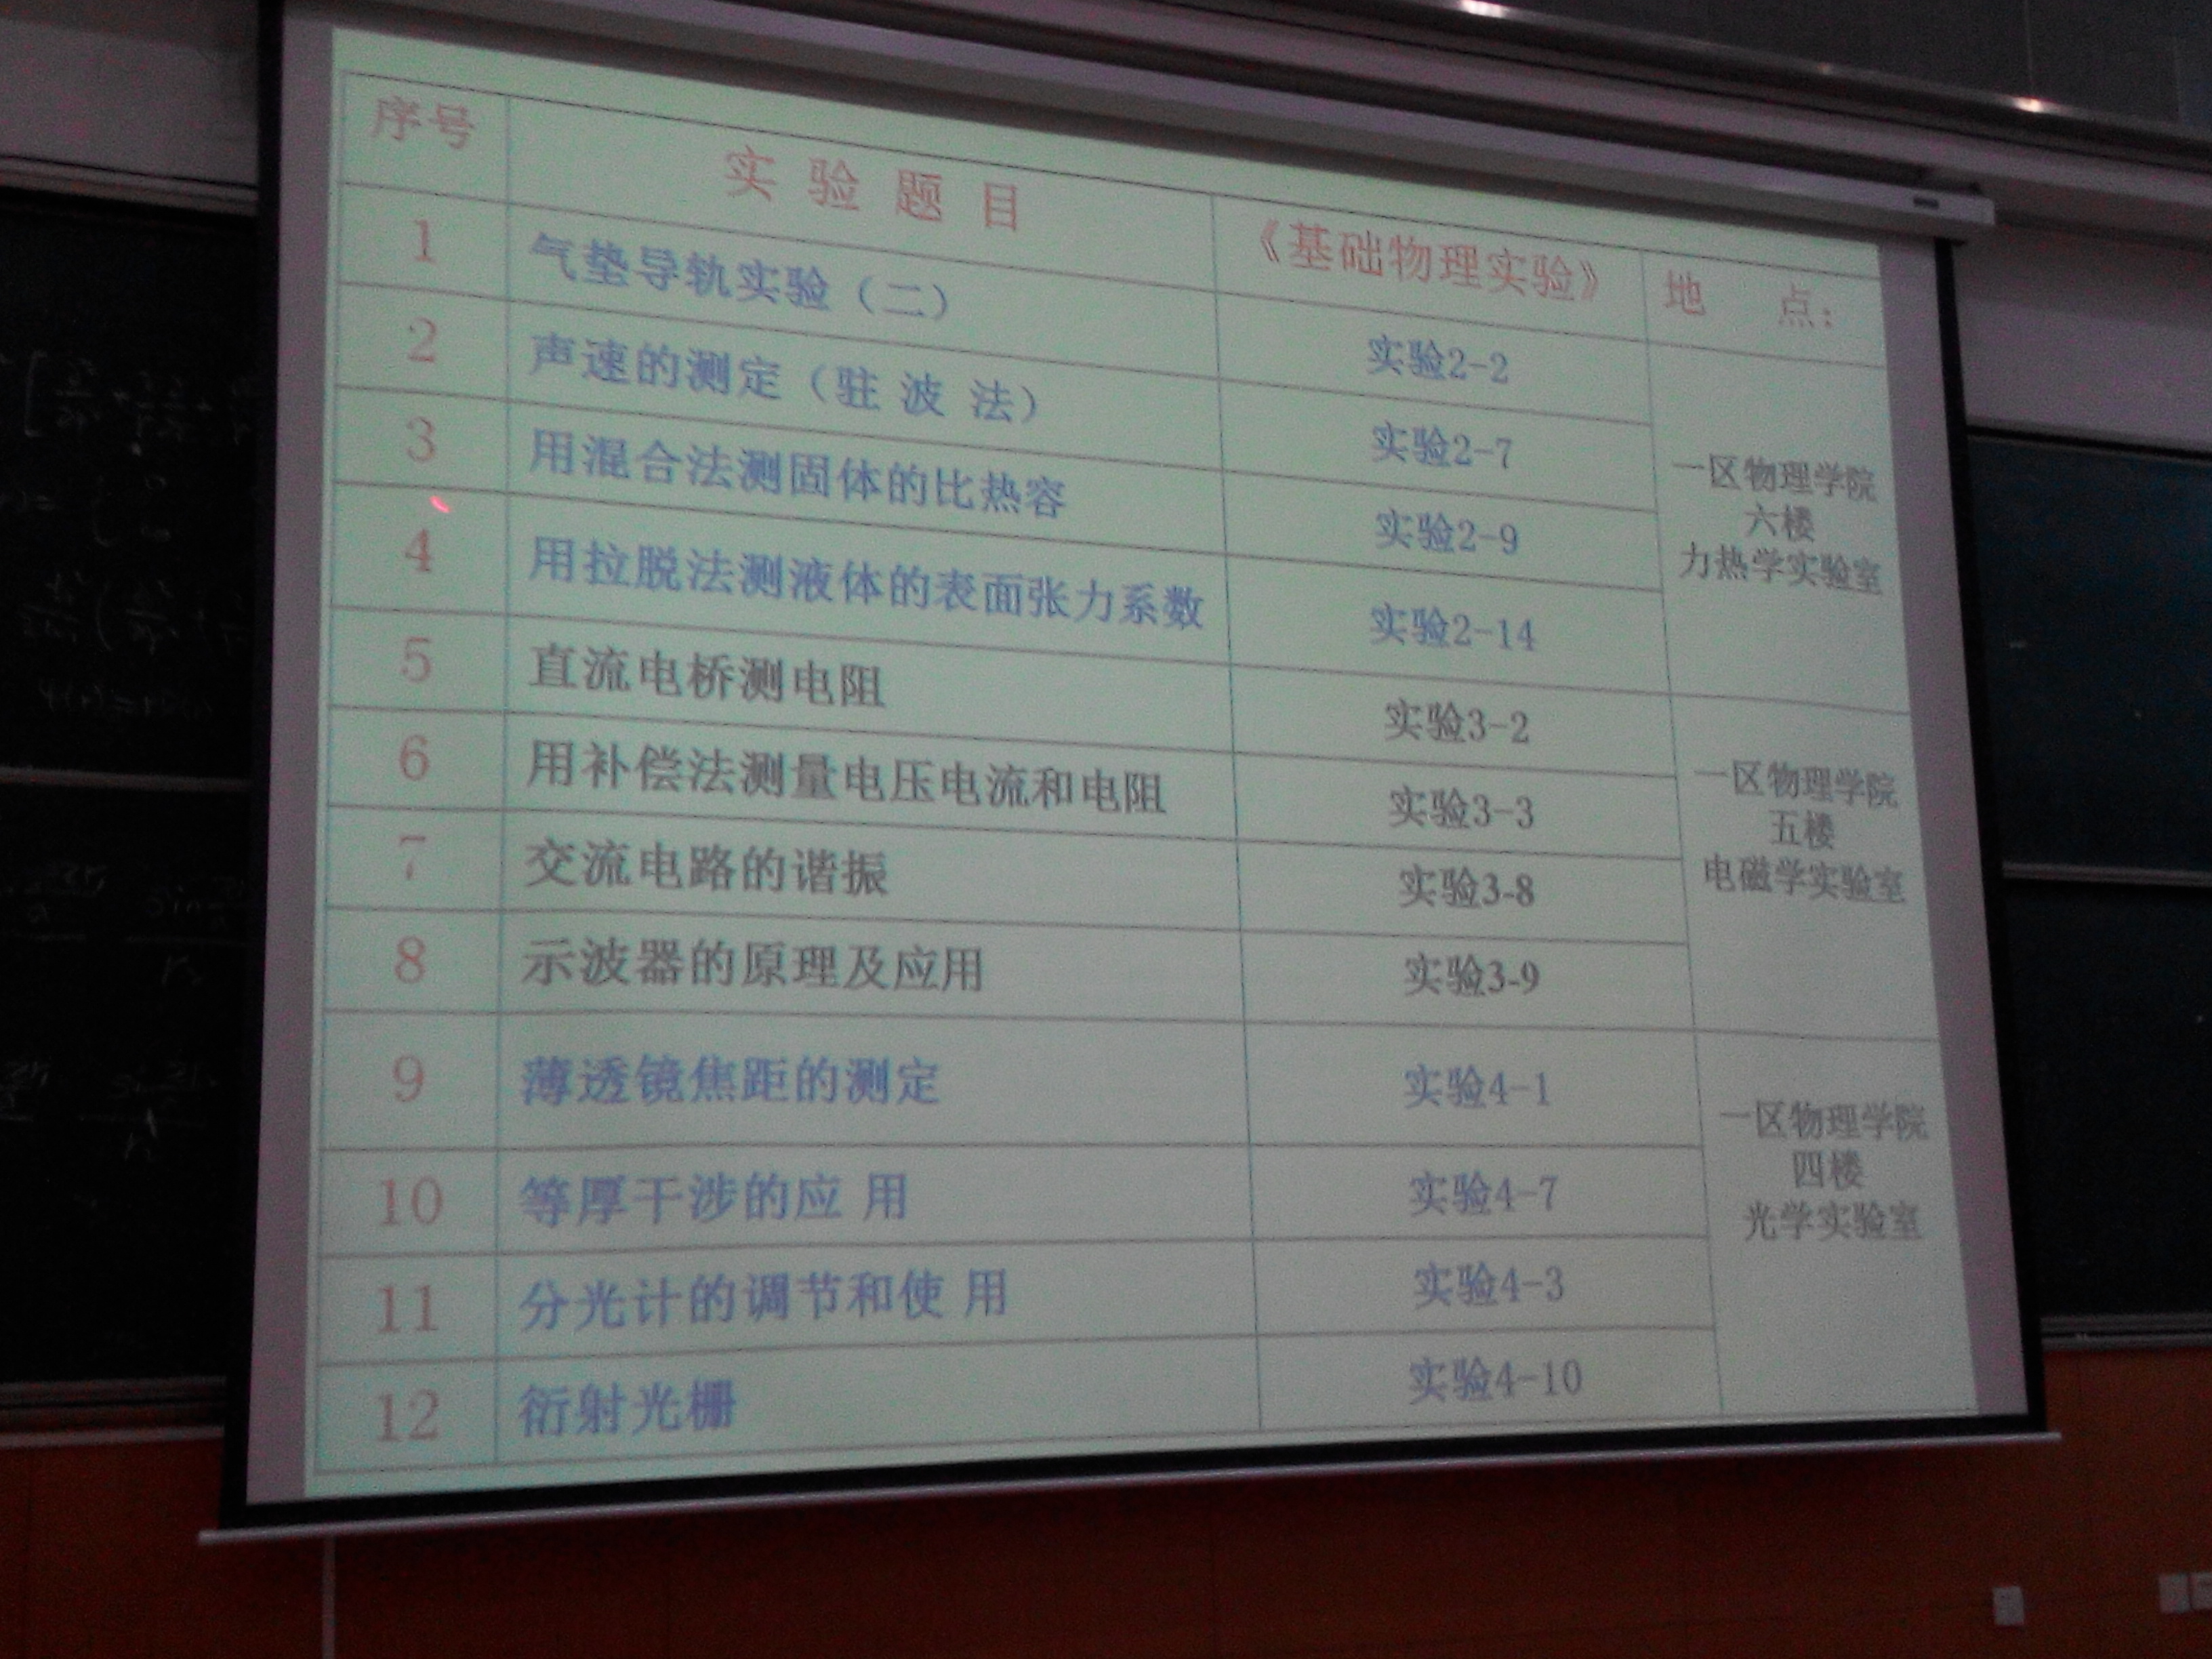 序号 实 验 题 目 《基础物理实验》 地 点:
1 气垫导轨实验（二） 实验2-2
2 声速的测定（驻 波 法） 实验2-7
3 用混合法测固体的比热容 实验2-9
4 用拉脱法测液体的表面张力系数 实验2-14
一区物理学院
六楼
力热学实验室
5 直流电桥测电阻 实验3-2
6 用补偿法测量电压电流和电阻 实验3-3
7 交流电路的谐振 实验3-8
8 示波器的原理及应用 实验3-9
一区物理学院
五楼
电磁学实验室
9 薄透镜焦距的测定 实验4-1
10 等厚干涉的应 用 实验4-7
11 分光计的调节和使 用 实验4-3
12 衍射光栅 实验4-10
一区物理学院
四楼
光学实验室